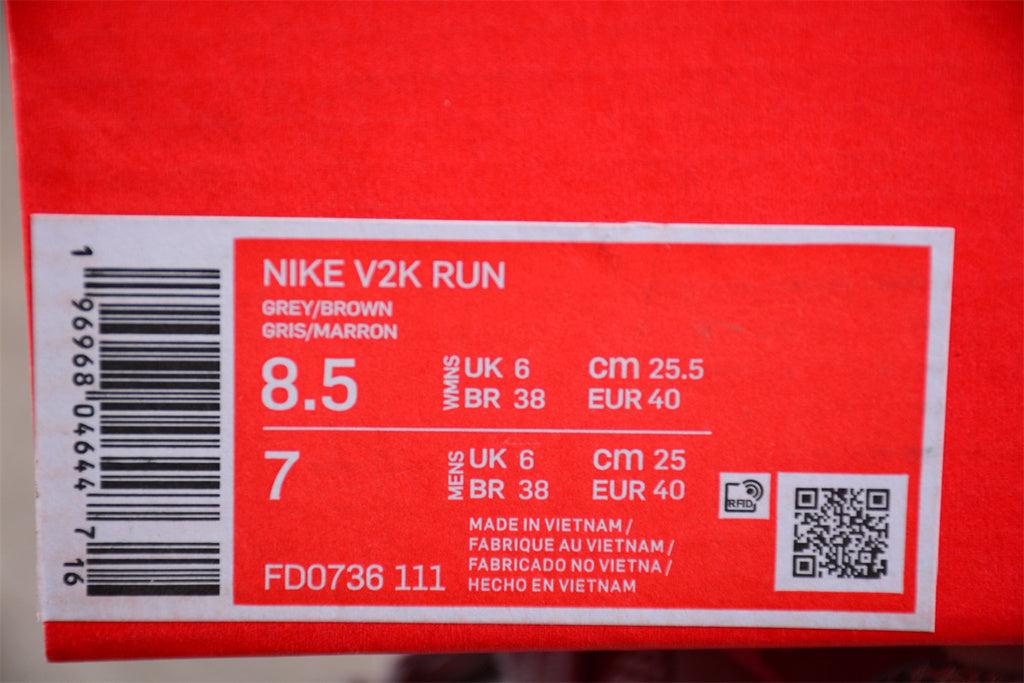 NIKE V2K RUN
GREY/BROWN
GRIS/MARRON
8.5 WMNS UK 6 cm 25.5
BR 38 EUR 40
7 MENS UK 6 cm 25
BR 38 EUR 40
MADE IN VIETNAM /
FABRIQUE AU VIETNAM /
FABRICADO NO VIETNA /
HECHO EN VIETNAM
FD0736 111
RFID
1 96968 04644 7 16